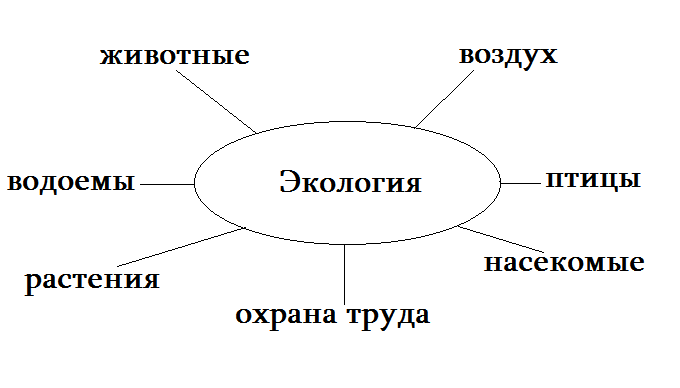 животные
воздух
водоемы
Экология
птицы
растения
насекомые
охрана труда